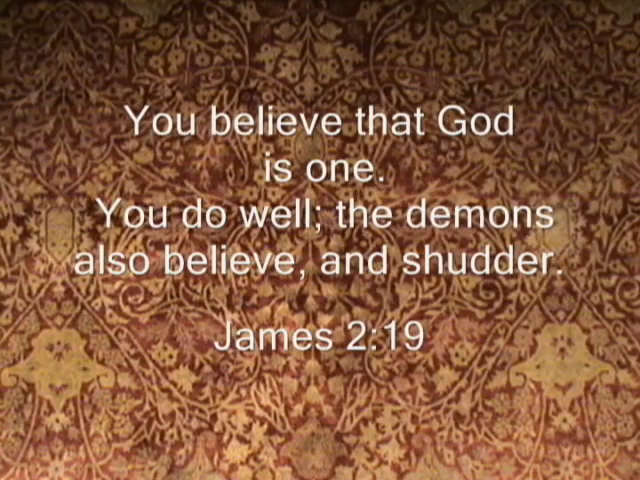 You believe that God
is one.
You do well; the demons
also believe, and shudder.
James 2:19